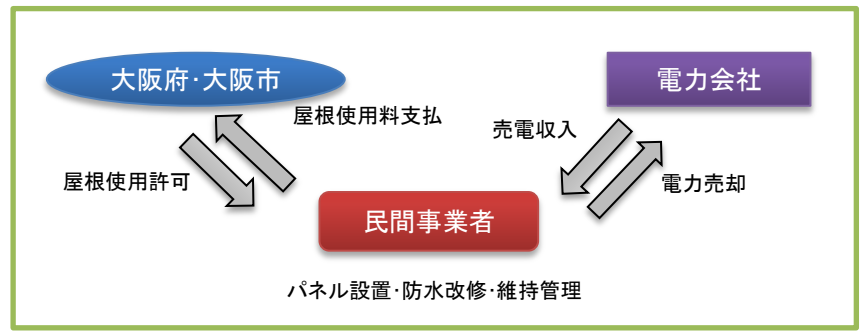 大阪府・大阪市
電力会社
屋根使用料支払
売電収入
屋根使用許可
電力売却
民間事業者
パネル設置・防水改修・維持管理